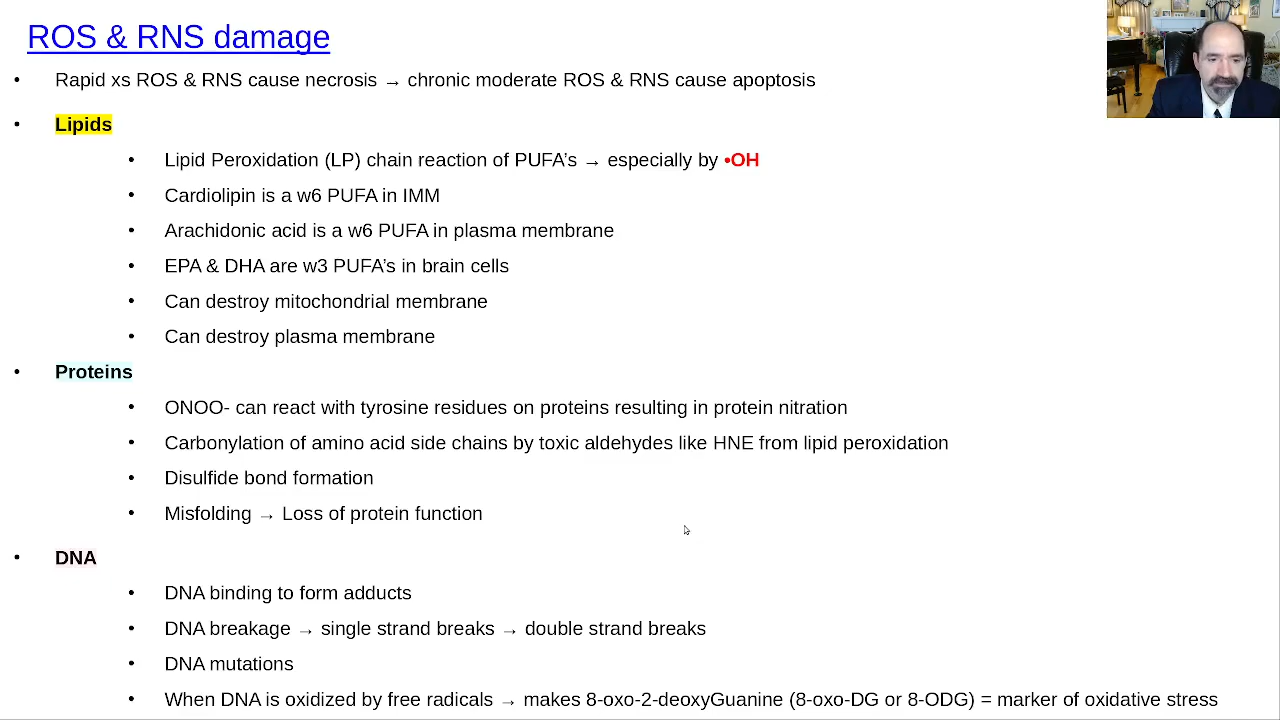 ROS & RNS damage
• Rapid xs ROS & RNS cause necrosis → chronic moderate ROS & RNS cause apoptosis
• Lipids
• Lipid Peroxidation (LP) chain reaction of PUFA’s → especially by •OH
• Cardiolipin is a w6 PUFA in IMM
• Arachidonic acid is a w6 PUFA in plasma membrane
• EPA & DHA are w3 PUFA’s in brain cells
• Can destroy mitochondrial membrane
• Can destroy plasma membrane
• Proteins
• ONOO- can react with tyrosine residues on proteins resulting in protein nitration
• Carbonylation of amino acid side chains by toxic aldehydes like HNE from lipid peroxidation
• Disulfide bond formation
• Misfolding → Loss of protein function
• DNA
• DNA binding to form adducts
• DNA breakage → single strand breaks → double strand breaks
• DNA mutations
• When DNA is oxidized by free radicals → makes 8-oxo-2-deoxyGuanine (8-oxo-DG or 8-ODG) = marker of oxidative stress